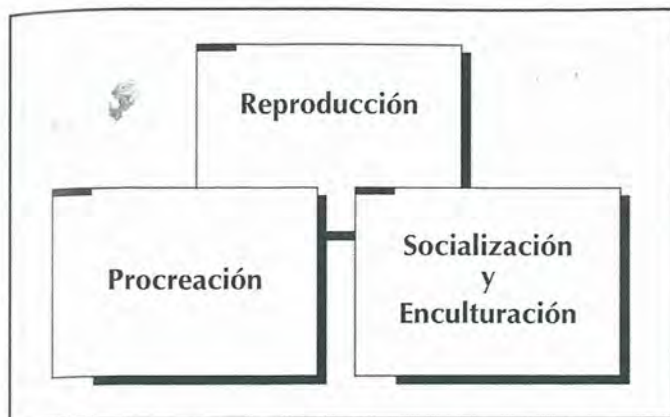 Reproducción
Procreación
Socialización
y
Enculturación